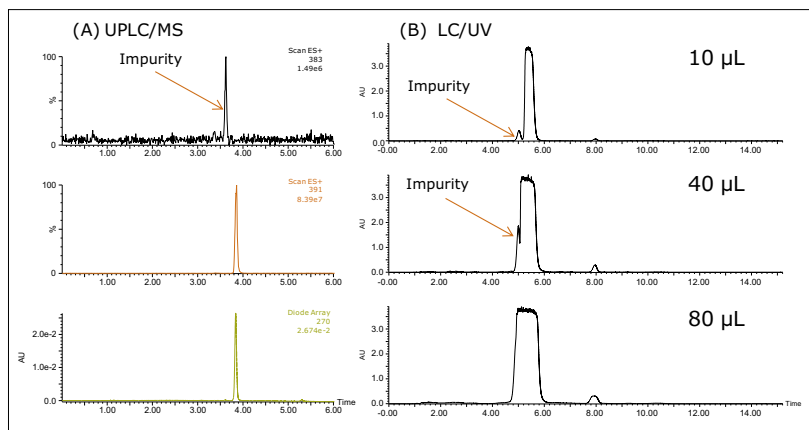 (A) UPLC/MS
Impurity
Scan ES+
383
1.49e6
100
%
0
1.00 2.00 3.00 4.00 5.00 6.00
Scan ES+
391
8.39e7
100
%
0
1.00 2.00 3.00 4.00 5.00 6.00
Diode Array
270
2.674e-2
AU
2.0e-2
1.0e-2
0.0
Time
1.00 2.00 3.00 4.00 5.00 6.00
(B) LC/UV
10 µL
Impurity
AU
3.0
2.0
1.0
0.0
-0.00 2.00 4.00 6.00 8.00 10.00 12.00 14.00
40 µL
Impurity
AU
3.0
2.0
1.0
0.0
-0.00 2.00 4.00 6.00 8.00 10.00 12.00 14.00
80 µL
AU
3.0
2.0
1.0
0.0
-0.00 2.00 4.00 6.00 8.00 10.00 12.00 14.00